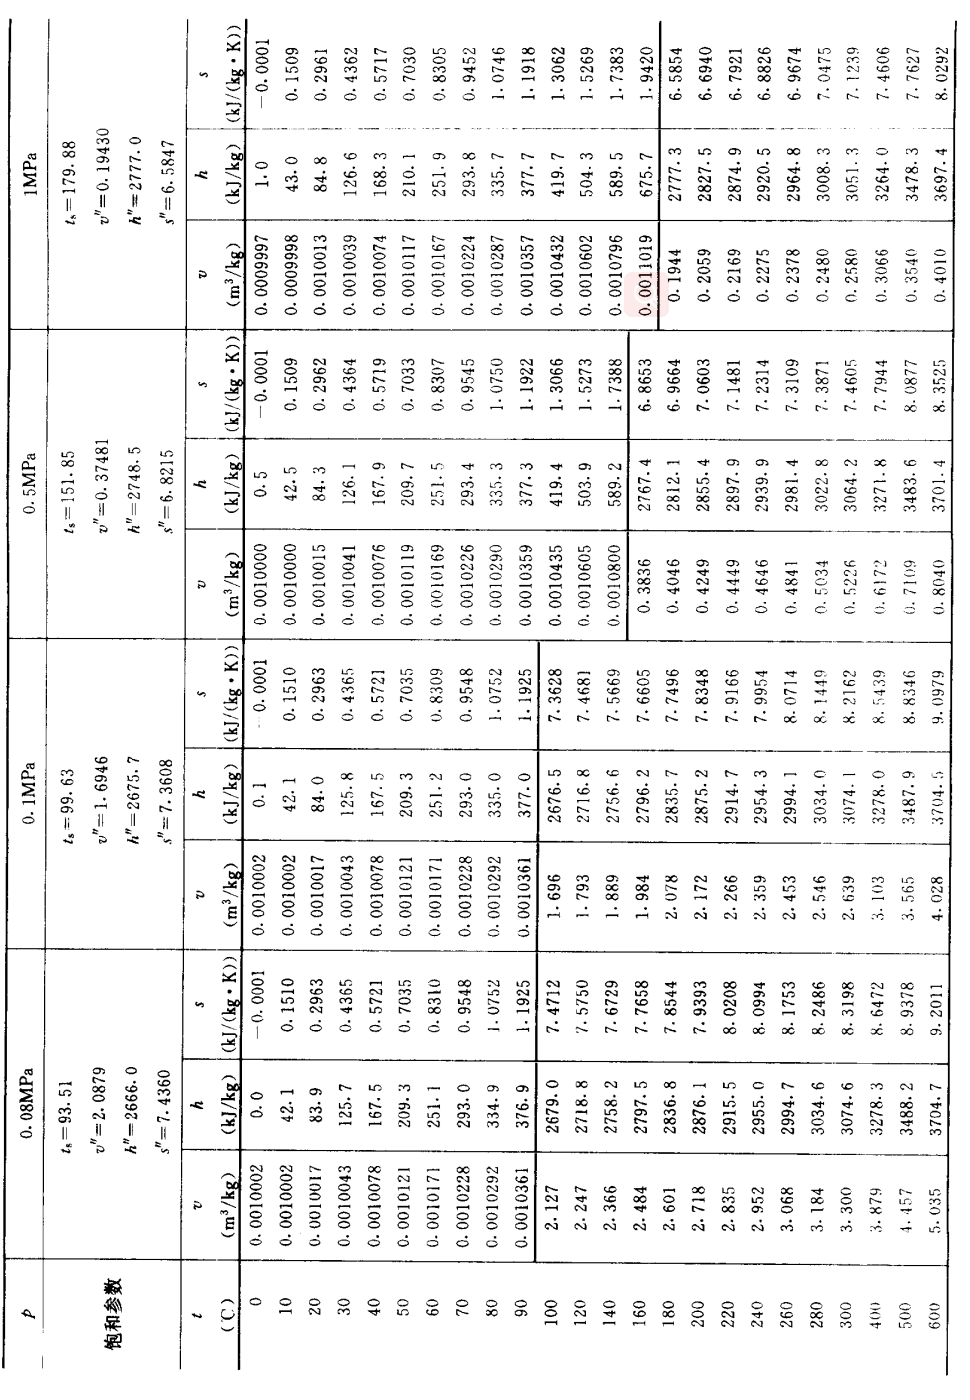 p 0.08MPa 0.1MPa 0.5MPa 1MPa
饱和参数 tₛ=93.51 tₛ=99.63 tₛ=151.85 tₛ=179.88
v″=2.0879 v″=1.6946 v″=0.37481 v″=0.19430
h″=2666.0 h″=2675.7 h″=2748.5 h″=2777.0
s″=7.4360 s″=7.3608 s″=6.8215 s″=6.5847
t v h s v h s v h s v h s
(℃) (m³/kg) (kJ/kg) (kJ/(kg·K)) (m³/kg) (kJ/kg) (kJ/(kg·K)) (m³/kg) (kJ/kg) (kJ/(kg·K)) (m³/kg) (kJ/kg) (kJ/(kg·K))
0 0.0010002 0.0 -0.0001 0.0010002 0.1 -0.0001 0.0010000 0.5 -0.0001 0.0009997 1.0 -0.0001
10 0.0010002 42.1 0.1510 0.0010002 42.1 0.1510 0.0010000 42.5 0.1509 0.0009998 43.0 0.1509
20 0.0010017 83.9 0.2963 0.0010017 84.0 0.2963 0.0010015 84.3 0.2962 0.0010013 84.8 0.2961
30 0.0010043 125.7 0.4365 0.0010043 125.8 0.4365 0.0010041 126.1 0.4364 0.0010039 126.6 0.4362
40 0.0010078 167.5 0.5721 0.0010078 167.5 0.5721 0.0010076 167.9 0.5719 0.0010074 168.3 0.5717
50 0.0010121 209.3 0.7035 0.0010121 209.3 0.7035 0.0010119 209.7 0.7033 0.0010117 210.1 0.7030
60 0.0010171 251.1 0.8310 0.0010171 251.2 0.8309 0.0010169 251.5 0.8307 0.0010167 251.9 0.8305
70 0.0010228 293.0 0.9548 0.0010228 293.0 0.9548 0.0010226 293.4 0.9545 0.0010224 293.8 0.9452
80 0.0010292 334.9 1.0752 0.0010292 335.0 1.0752 0.0010290 335.3 1.0750 0.0010287 335.7 1.0746
90 0.0010361 376.9 1.1925 0.0010361 377.0 1.1925 0.0010359 377.3 1.1922 0.0010357 377.7 1.1918
100 2.127 2679.0 7.4712 1.696 2676.5 7.3628 0.0010435 419.4 1.3066 0.0010432 419.7 1.3062
120 2.247 2718.8 7.5750 1.793 2716.8 7.4681 0.0010605 503.9 1.5273 0.0010602 504.3 1.5269
140 2.366 2758.2 7.6729 1.889 2756.6 7.5669 0.0010800 589.2 1.7388 0.0010796 589.5 1.7383
160 2.484 2797.5 7.7658 1.984 2796.2 7.6605 0.3836 2767.4 6.8653 0.0011019 675.7 1.9420
180 2.601 2836.8 7.8544 2.078 2835.7 7.7496 0.4046 2812.1 6.9664 0.1944 2777.3 6.5854
200 2.718 2876.1 7.9393 2.172 2875.2 7.8348 0.4249 2855.4 7.0603 0.2059 2827.5 6.6940
220 2.835 2915.5 8.0208 2.266 2914.7 7.9166 0.4449 2897.9 7.1481 0.2169 2874.9 6.7921
240 2.952 2955.0 8.0994 2.359 2954.3 7.9954 0.4646 2939.9 7.2314 0.2275 2920.5 6.8826
260 3.068 2994.7 8.1753 2.453 2994.1 8.0714 0.4841 2981.4 7.3109 0.2378 2964.8 6.9674
280 3.184 3034.6 8.2486 2.546 3034.0 8.1449 0.5034 3022.8 7.3871 0.2480 3008.3 7.0475
300 3.300 3074.6 8.3198 2.639 3074.1 8.2162 0.5226 3064.2 7.4605 0.2580 3051.3 7.1239
400 3.879 3278.3 8.6472 3.103 3278.0 8.5439 0.6172 3271.8 7.7944 0.3066 3264.0 7.4606
500 4.457 3488.2 8.9378 3.565 3487.9 8.8346 0.7109 3483.6 8.0877 0.3540 3478.3 7.7627
600 5.035 3704.7 9.2011 4.028 3704.5 9.0979 0.8040 3701.4 8.3525 0.4010 3697.4 8.0292